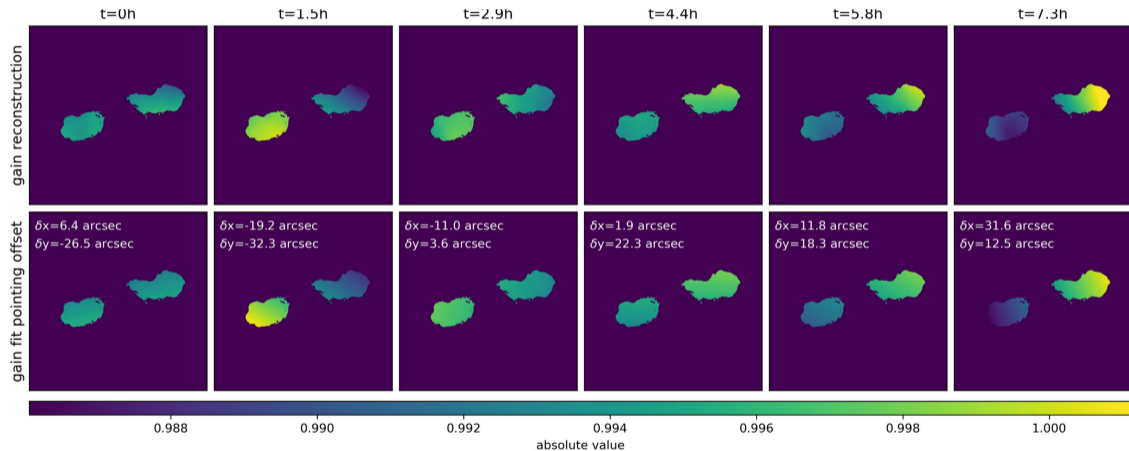 t=0h t=1.5h t=2.9h t=4.4h t=5.8h t=7.3h
gain reconstruction
gain fit pointing offset
δx=6.4 arcsec
δy=-26.5 arcsec
δx=-19.2 arcsec
δy=-32.3 arcsec
δx=-11.0 arcsec
δy=3.6 arcsec
δx=1.9 arcsec
δy=22.3 arcsec
δx=11.8 arcsec
δy=18.3 arcsec
δx=31.6 arcsec
δy=12.5 arcsec
0.988 0.990 0.992 0.994 0.996 0.998 1.000
absolute value